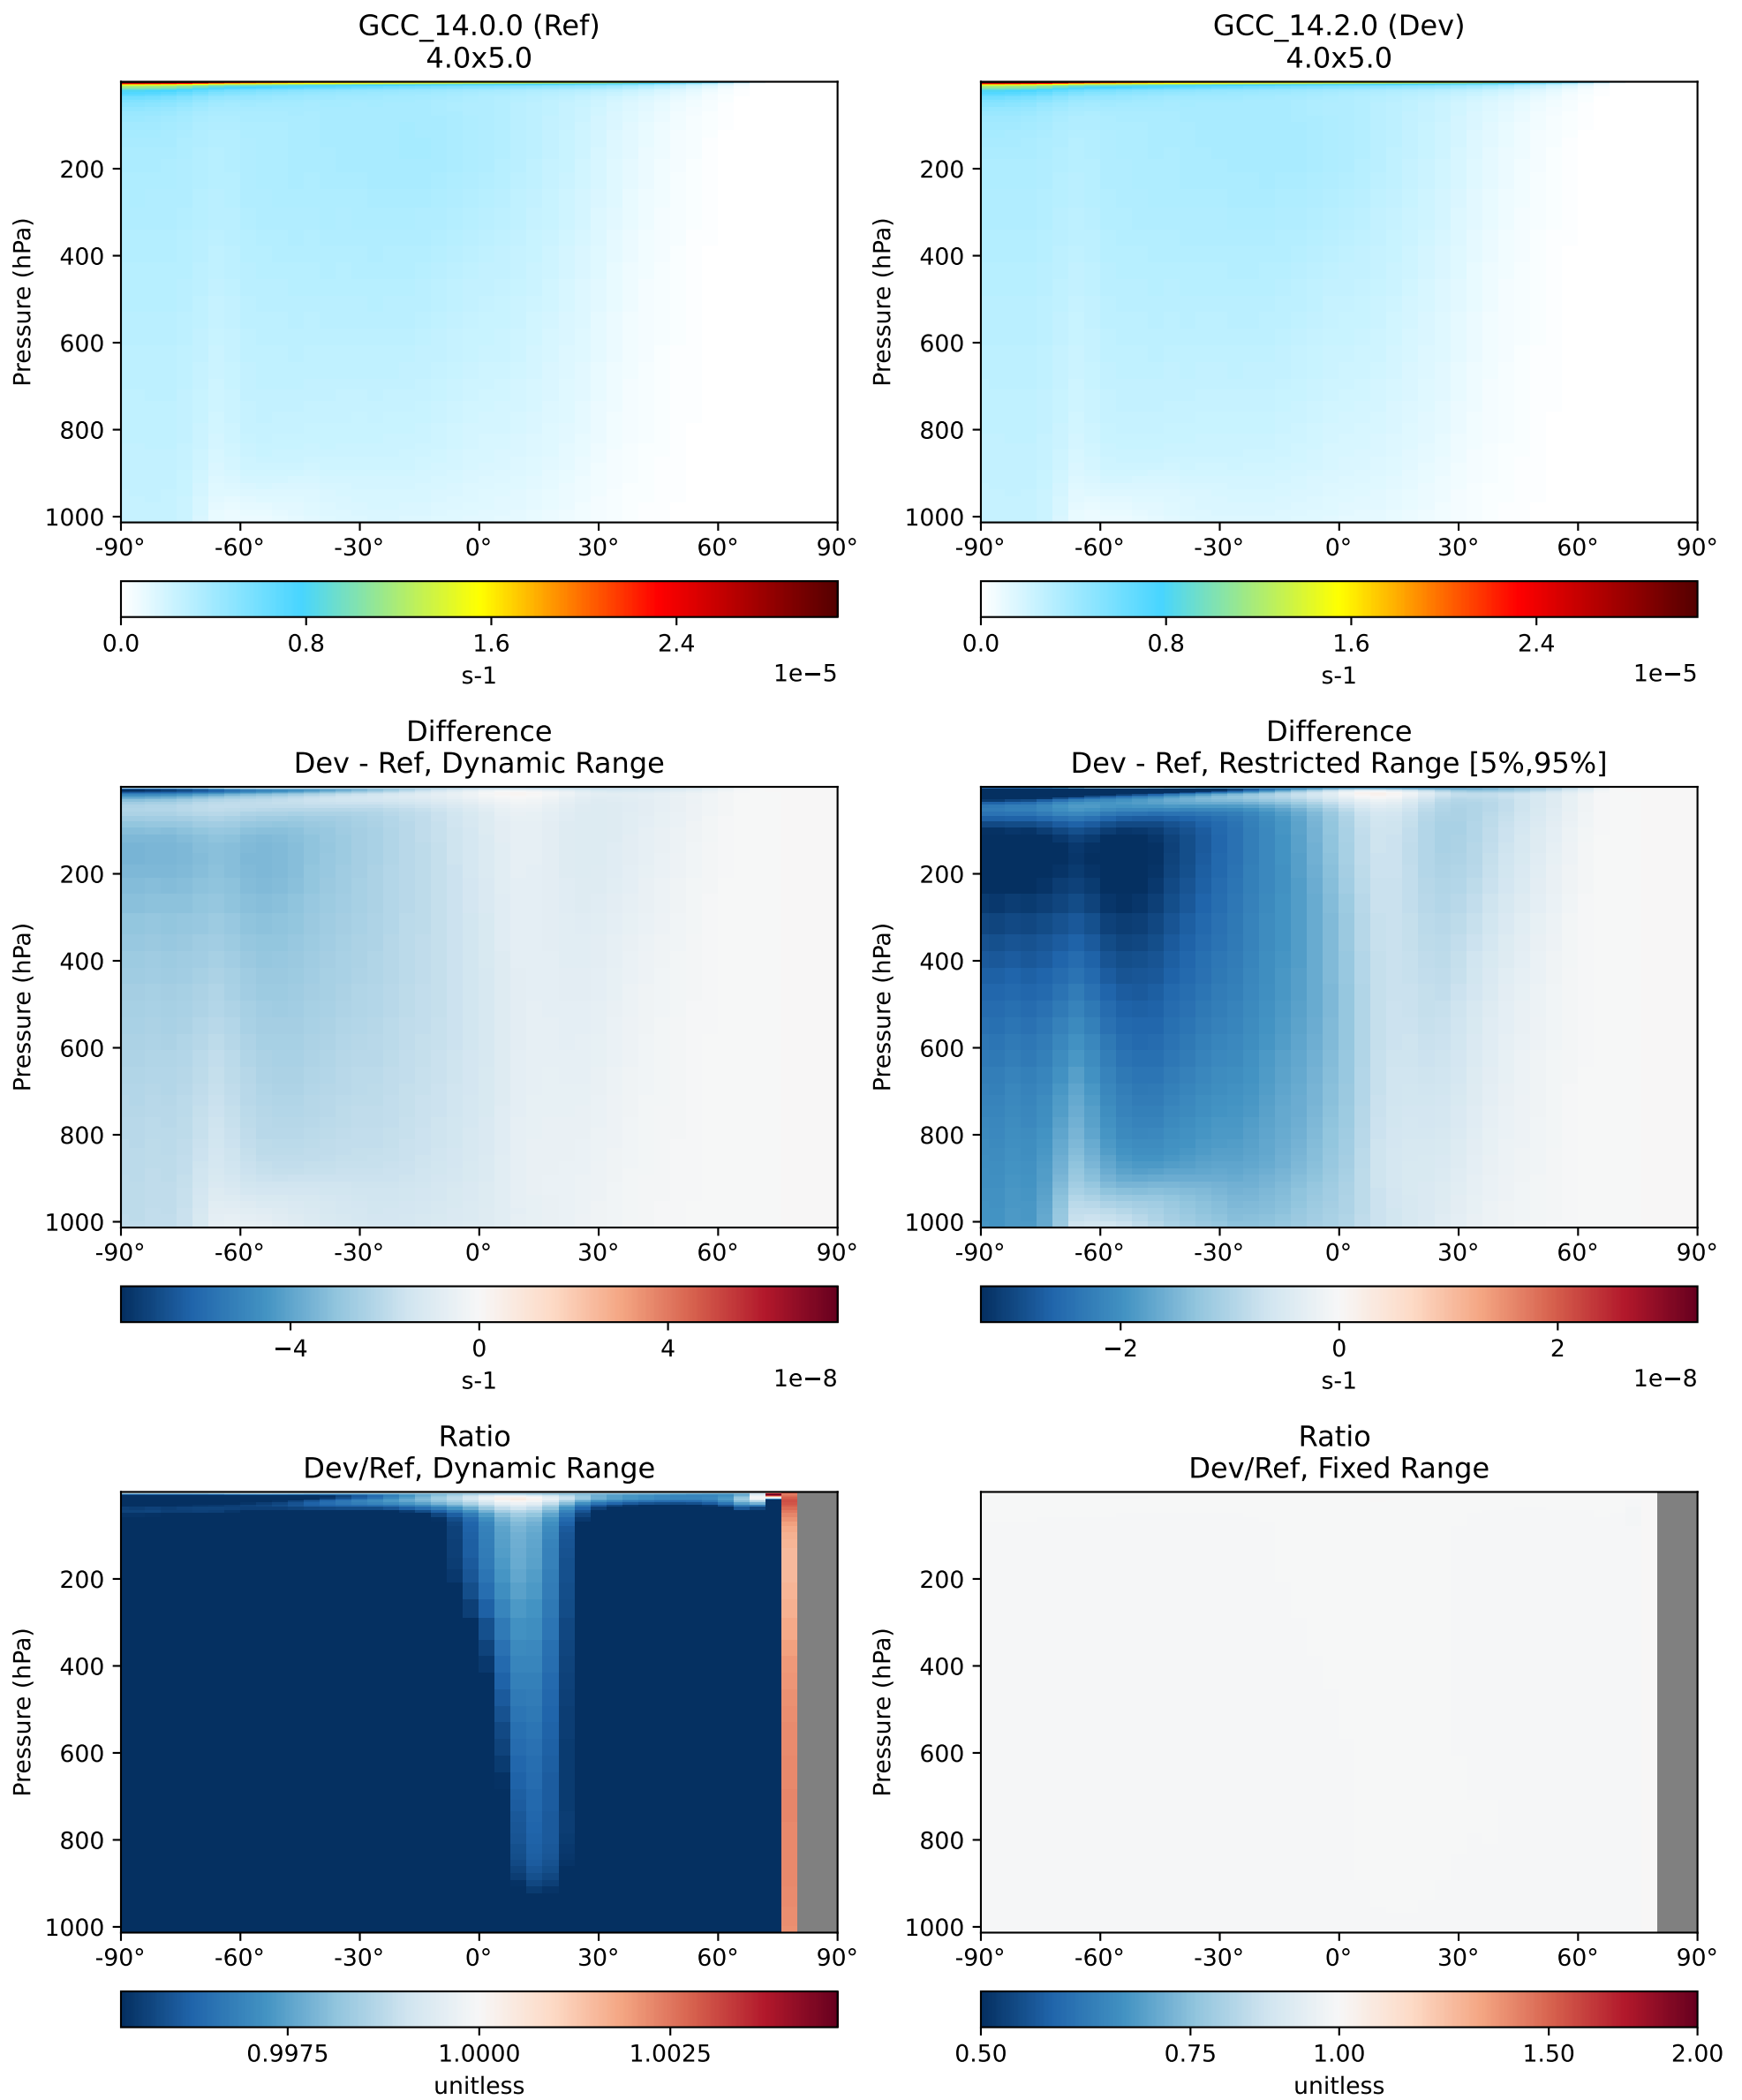 GCC_14.0.0 (Ref)
4.0x5.0
GCC_14.2.0 (Dev)
4.0x5.0
Pressure (hPa)
200
400
600
800
1000
-90° -60° -30° 0° 30° 60° 90°
0.0 0.8 1.6 2.4
s-1
1e−5
Pressure (hPa)
200
400
600
800
1000
-90° -60° -30° 0° 30° 60° 90°
0.0 0.8 1.6 2.4
s-1
1e−5
Difference
Dev - Ref, Dynamic Range
Pressure (hPa)
200
400
600
800
1000
-90° -60° -30° 0° 30° 60° 90°
−4 0 4
s-1
1e−8
Difference
Dev - Ref, Restricted Range [5%,95%]
Pressure (hPa)
200
400
600
800
1000
-90° -60° -30° 0° 30° 60° 90°
−2 0 2
s-1
1e−8
Ratio
Dev/Ref, Dynamic Range
Pressure (hPa)
200
400
600
800
1000
-90° -60° -30° 0° 30° 60° 90°
0.9975 1.0000 1.0025
unitless
Ratio
Dev/Ref, Fixed Range
Pressure (hPa)
200
400
600
800
1000
-90° -60° -30° 0° 30° 60° 90°
0.50 0.75 1.00 1.50 2.00
unitless